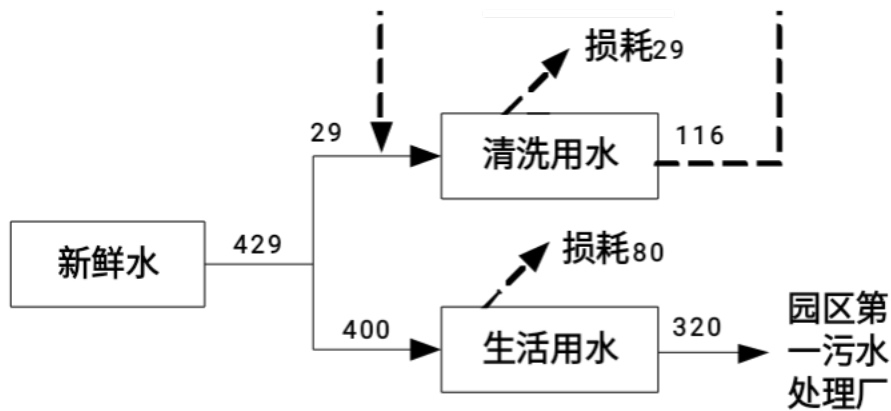 损耗29
29
清洗用水
116
新鲜水
429
损耗80
400
生活用水
320
园区第
一污水
处理厂